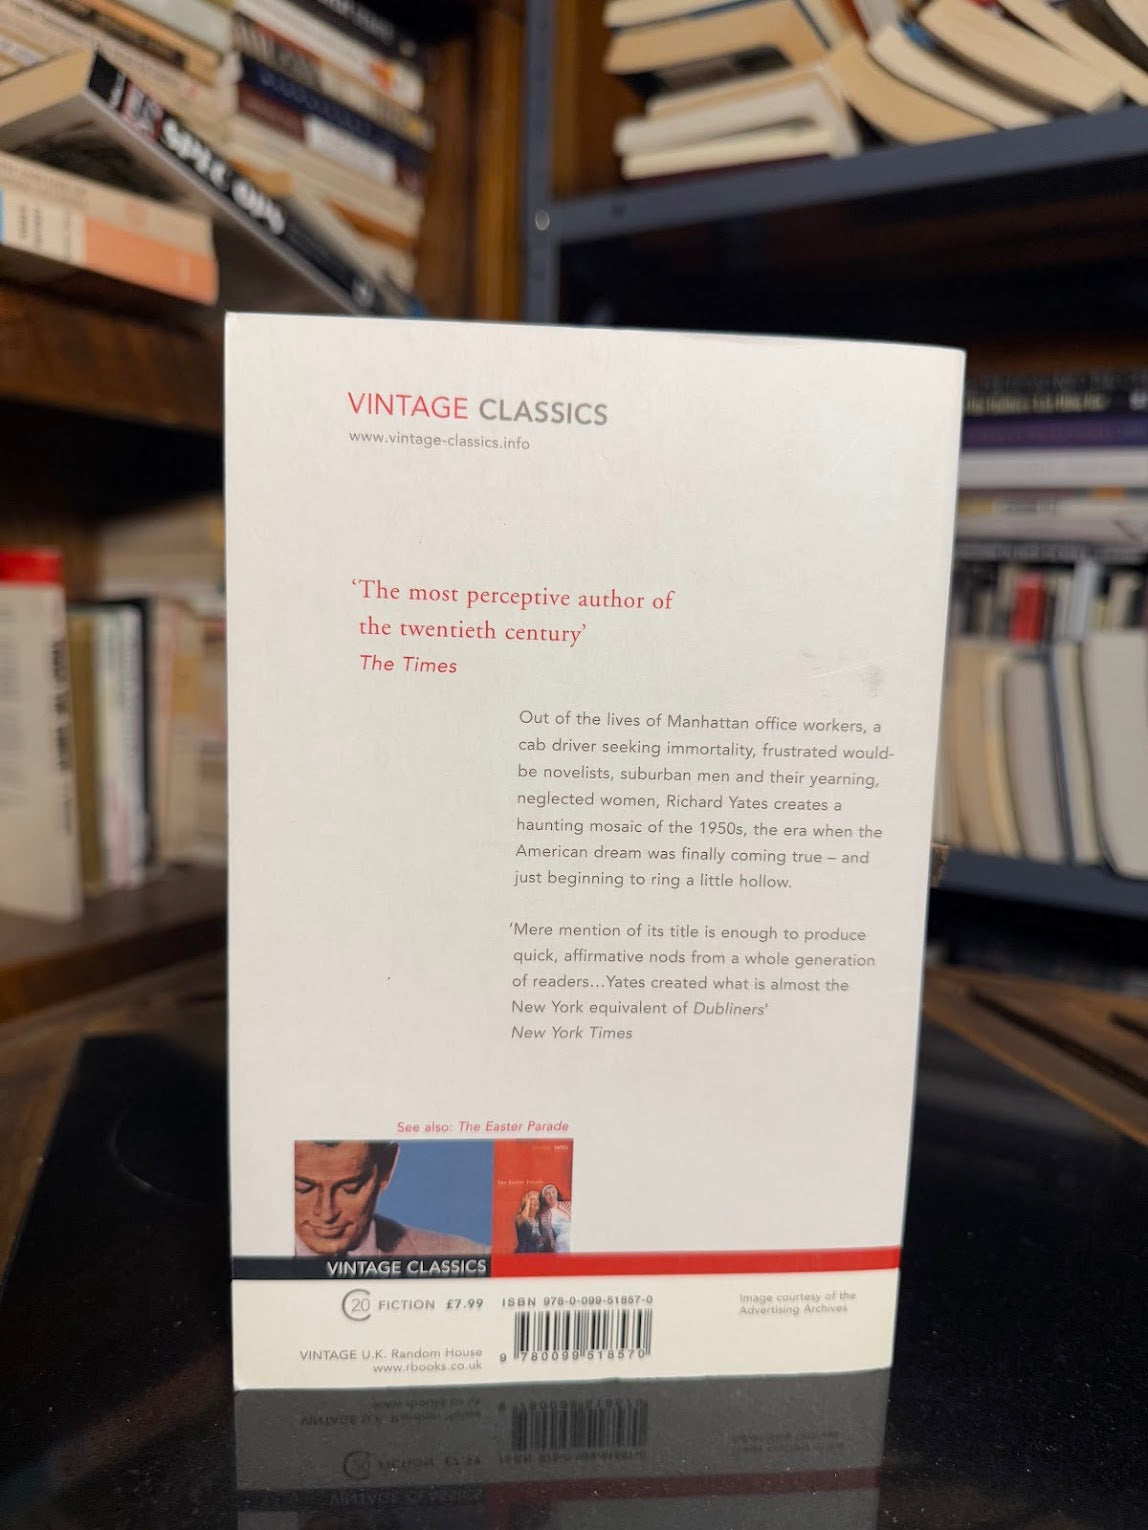 SPEC OPS
VINTAGE CLASSICS
www.vintage-classics.info
‘The most perceptive author of
the twentieth century’
The Times
Out of the lives of Manhattan office workers, a
cab driver seeking immortality, frustrated would-
be novelists, suburban men and their yearning,
neglected women, Richard Yates creates a
haunting mosaic of the 1950s, the era when the
American dream was finally coming true – and
just beginning to ring a little hollow.
‘Mere mention of its title is enough to produce
quick, affirmative nods from a whole generation
of readers...Yates created what is almost the
New York equivalent of Dubliners’
New York Times
See also: The Easter Parade
The Easter Parade
VINTAGE CLASSICS
C20 FICTION £7.99
ISBN 978-0-099-51857-0
9 780099 518570
Image courtesy of the
Advertising Archives
VINTAGE U.K. Random House
www.rbooks.co.uk